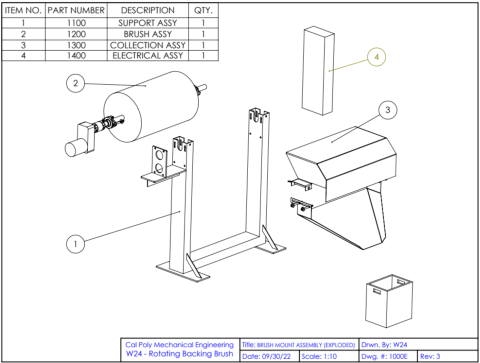 ITEM NO. PART NUMBER DESCRIPTION QTY.
1 1100 SUPPORT ASSY 1
2 1200 BRUSH ASSY 1
3 1300 COLLECTION ASSY 1
4 1400 ELECTRICAL ASSY 1
4
2
3
1
Cal Poly Mechanical Engineering Title: BRUSH MOUNT ASSEMBLY (EXPLODED) Drwn. By: W24
W24 - Rotating Backing Brush Date: 09/30/22 Scale: 1:10 Dwg. #: 1000E Rev: 3